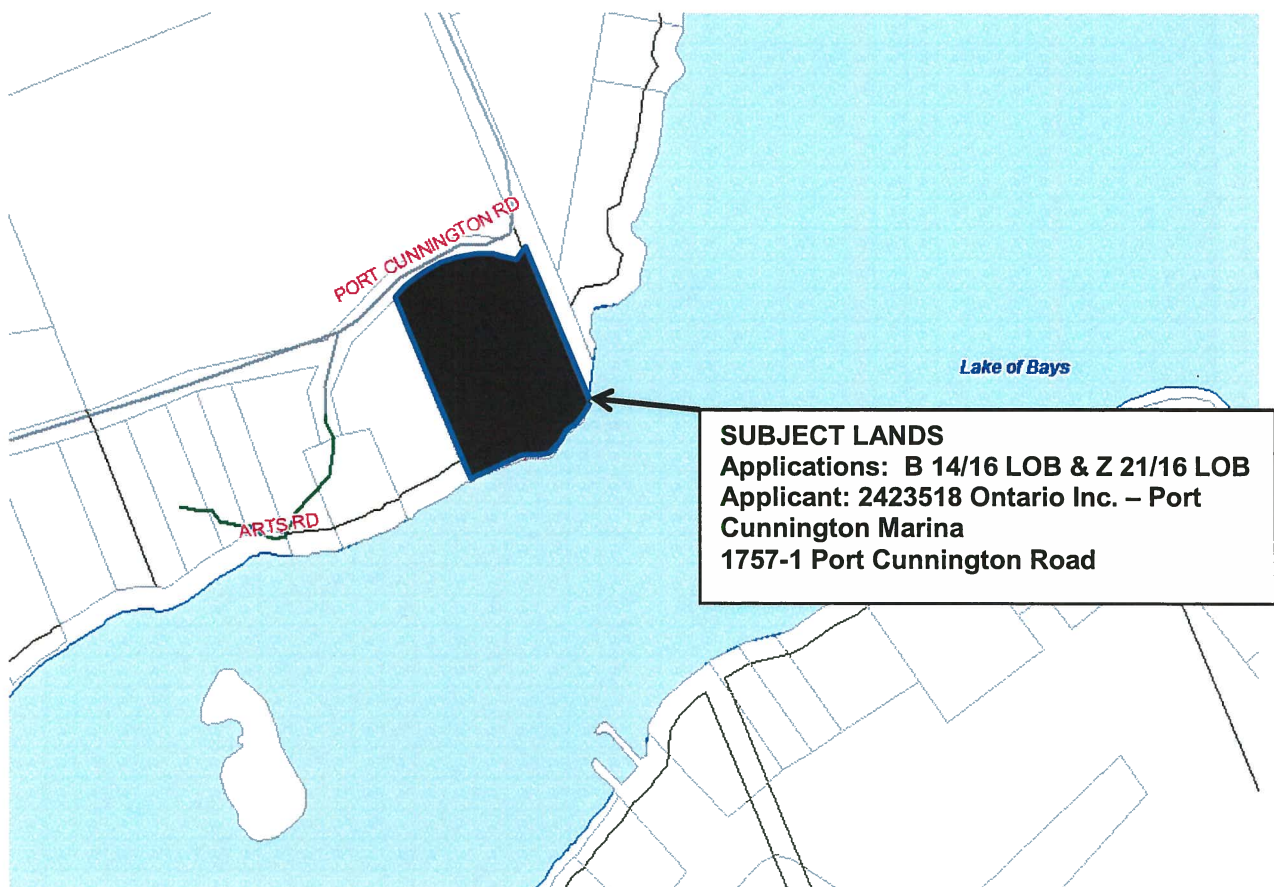 PORT CUNNINGTON RD
Lake of Bays
SUBJECT LANDS
Applications: B 14/16 LOB & Z 21/16 LOB
Applicant: 2423518 Ontario Inc. – Port
Cunnington Marina
1757-1 Port Cunnington Road
ARTS RD